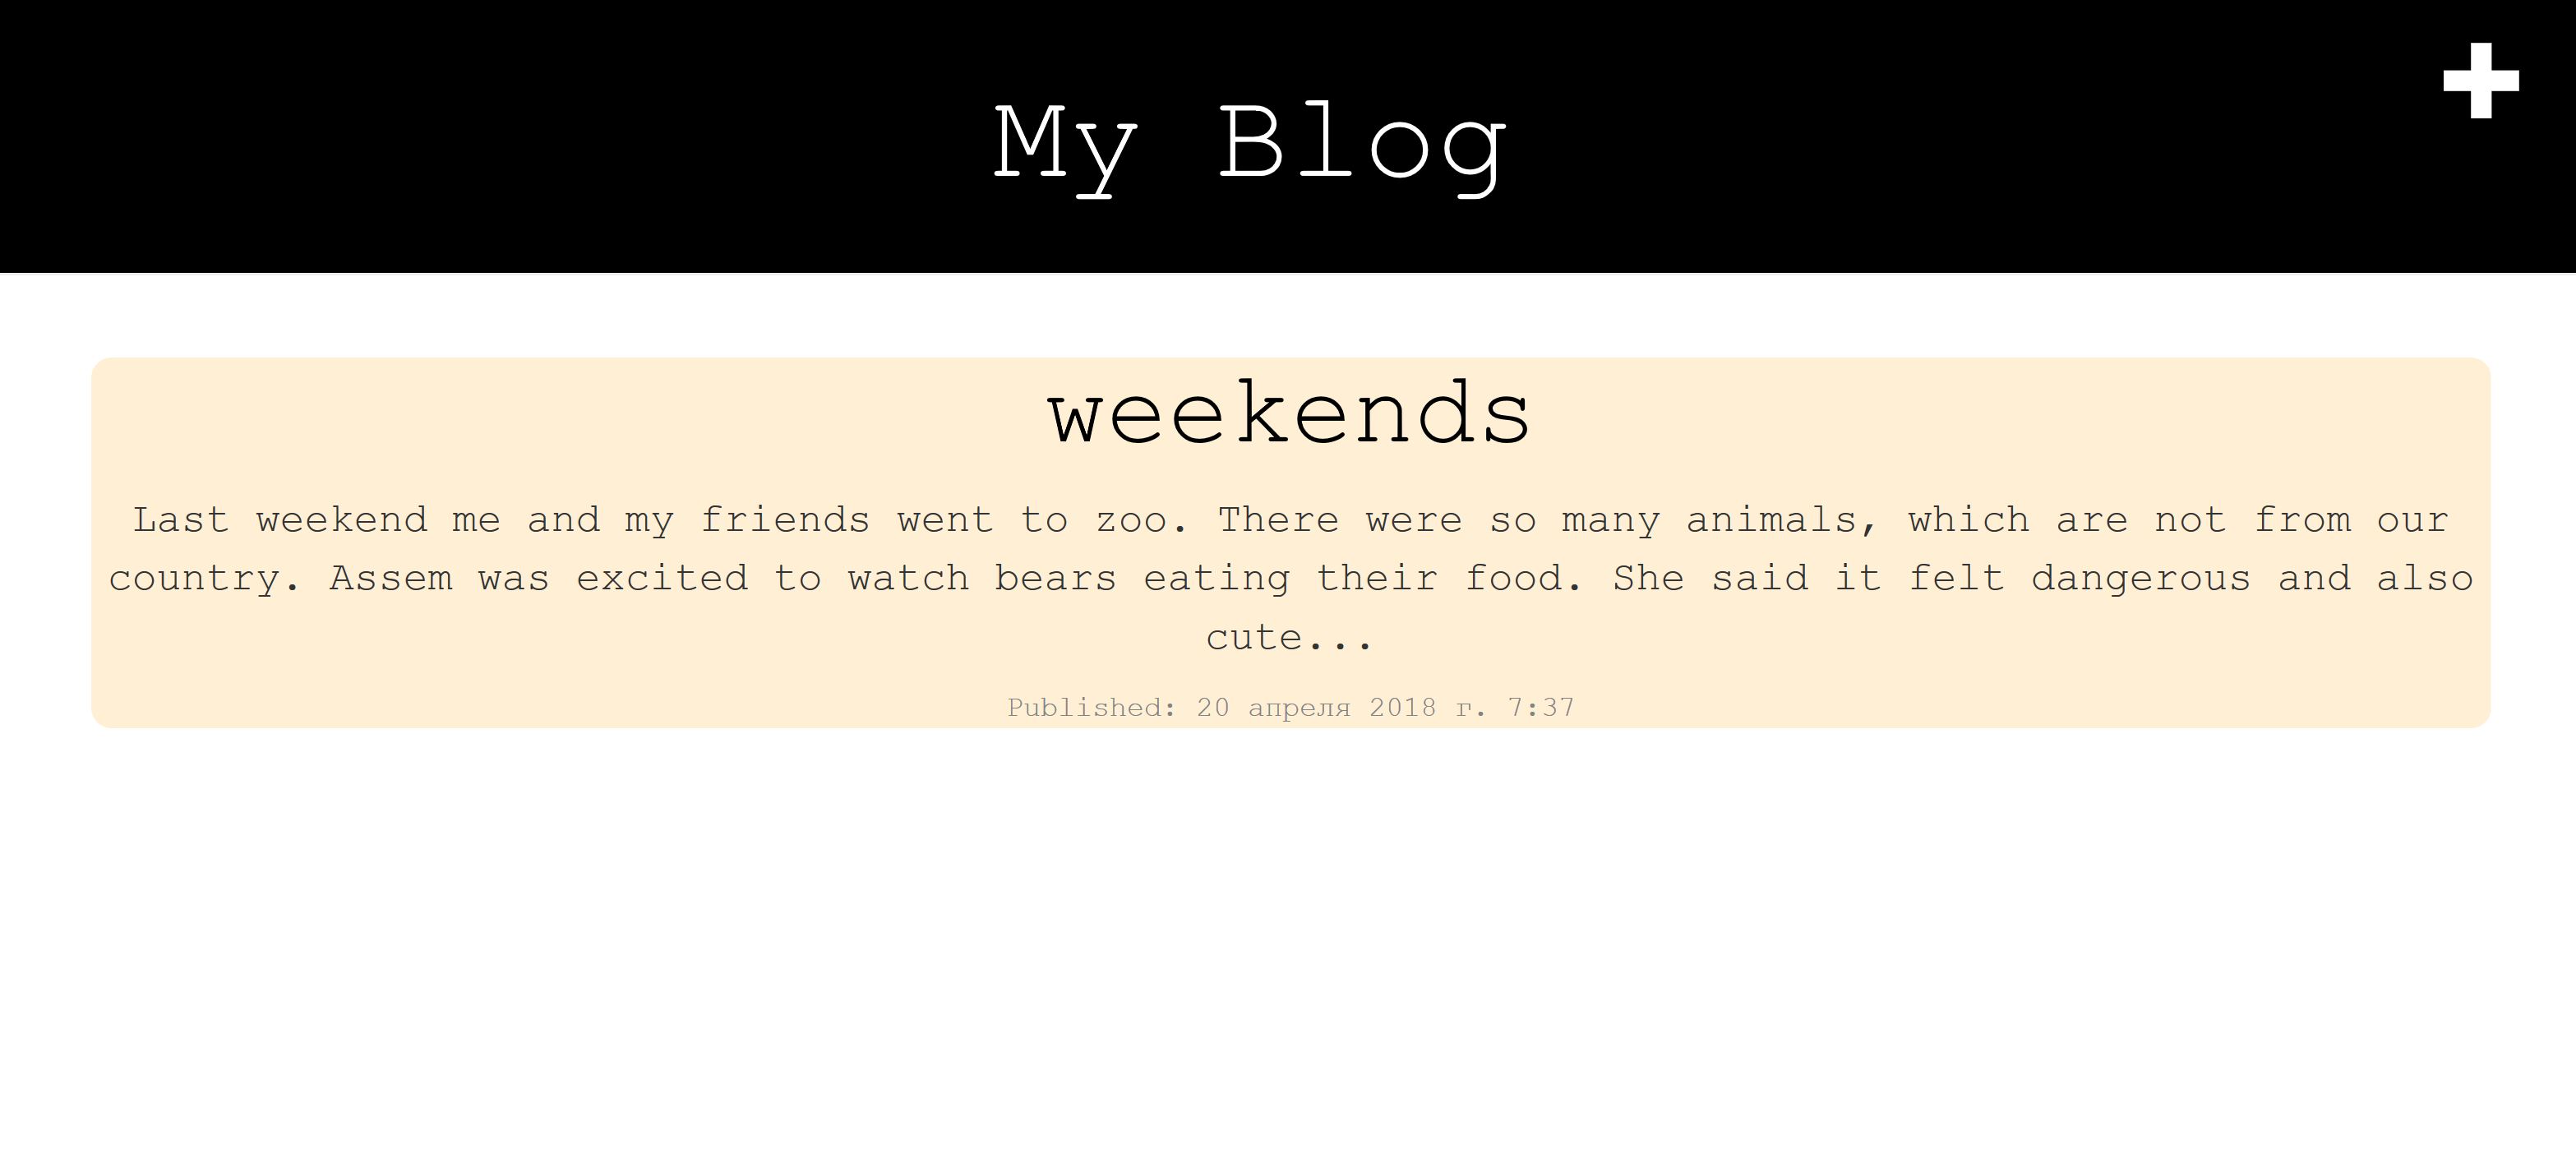 My Blog
weekends
Last weekend me and my friends went to zoo. There were so many animals, which are not from our
country. Assem was excited to watch bears eating their food. She said it felt dangerous and also
cute...
Published: 20 апреля 2018 г. 7:37